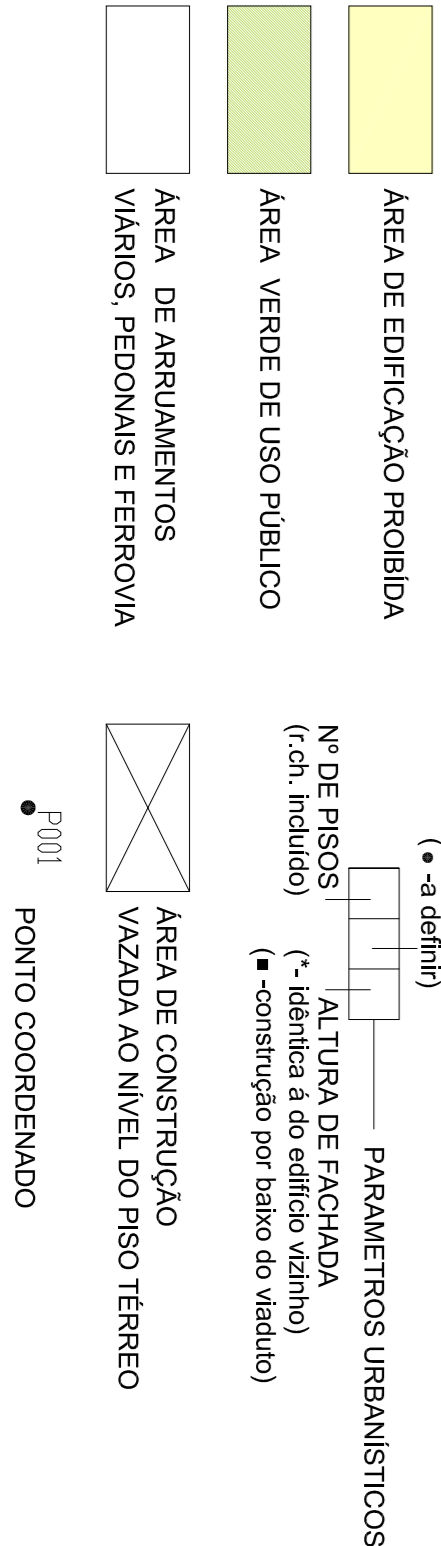 ÁREA DE EDIFICAÇÃO PROIBÍDA
ÁREA VERDE DE USO PÚBLICO
ÁREA DE ARRUAMENTOS
VIÁRIOS, PEDONAIS E FERROVIA
(● -a definir)
PARAMETROS URBANÍSTICOS
Nº DE PISOS
(r.ch. incluído)
ALTURA DE FACHADA
(*- idêntica á do edifício vizinho)
(■ -construção por baixo do viaduto)
ÁREA DE CONSTRUÇÃO
VAZADA AO NÍVEL DO PISO TÉRREO
P001
PONTO COORDENADO